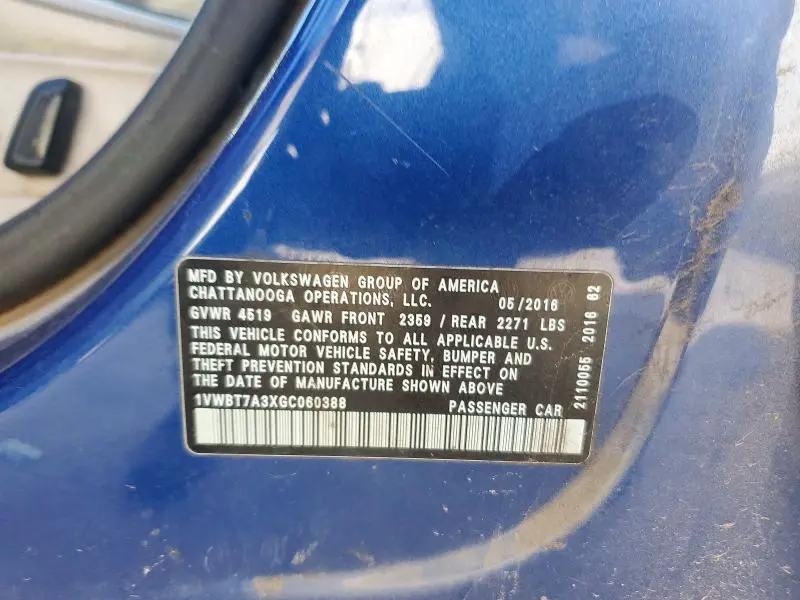 MFD BY VOLKSWAGEN GROUP OF AMERICA
CHATTANOOGA OPERATIONS, LLC. 05/2016
GVWR 4519 GAWR FRONT 2359 / REAR 2271 LBS
THIS VEHICLE CONFORMS TO ALL APPLICABLE U.S.
FEDERAL MOTOR VEHICLE SAFETY, BUMPER AND
THEFT PREVENTION STANDARDS IN EFFECT ON
THE DATE OF MANUFACTURE SHOWN ABOVE
1VWBT7A3XGC060388 PASSENGER CAR
2110055 2016 62